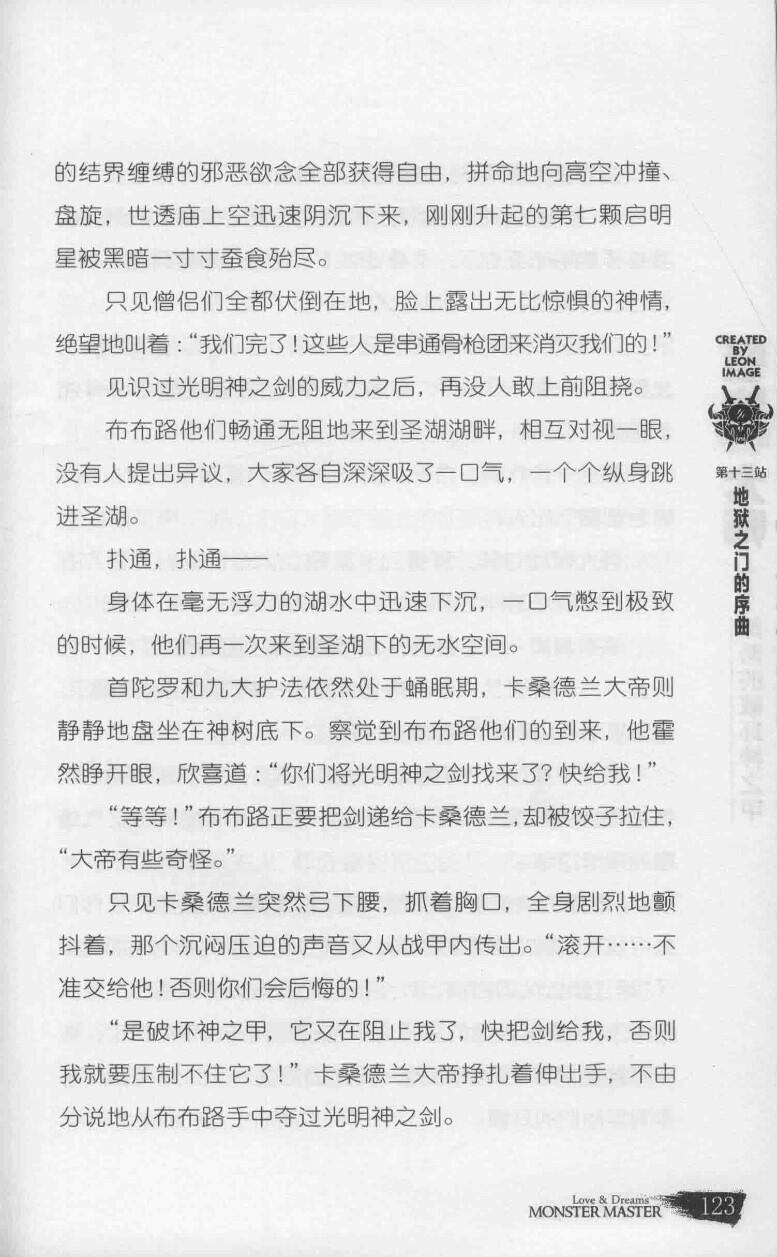 的结界缠缚的邪恶欲念全部获得自由，拼命地向高空冲撞、
盘旋，世透庙上空迅速阴沉下来，刚刚升起的第七颗启明
星被黑暗一寸寸蚕食殆尽。
只见僧侣们全都伏倒在地，脸上露出无比惊惧的神情，
绝望地叫着：“我们完了！这些人是串通骨枪团来消灭我们的！”
见识过光明神之剑的威力之后，再没人敢上前阻挠。
布布路他们畅通无阻地来到圣湖湖畔，相互对视一眼，
没有人提出异议，大家各自深深吸了一口气，一个个纵身跳
进圣湖。
扑通，扑通——
身体在毫无浮力的湖水中迅速下沉，一口气憋到极致
的时候，他们再一次来到圣湖下的无水空间。
首陀罗和九大护法依然处于蛹眠期，卡桑德兰大帝则
静静地盘坐在神树底下。察觉到布布路他们的到来，他霍
然睁开眼，欣喜道：“你们将光明神之剑找来了？快给我！”
“等等！”布布路正要把剑递给卡桑德兰，却被饺子拉住，
“大帝有些奇怪。”
只见卡桑德兰突然弓下腰，抓着胸口，全身剧烈地颤
抖着，那个沉闷压迫的声音又从战甲内传出。“滚开……不
准交给他！否则你们会后悔的！”
“是破坏神之甲，它又在阻止我了，快把剑给我，否则
我就要压制不住它了！”卡桑德兰大帝挣扎着伸出手，不由
分说地从布布路手中夺过光明神之剑。
CREATED
BY
LEON
IMAGE
第十三站
地狱之门的序曲
Love & Dreams
MONSTER MASTER
123